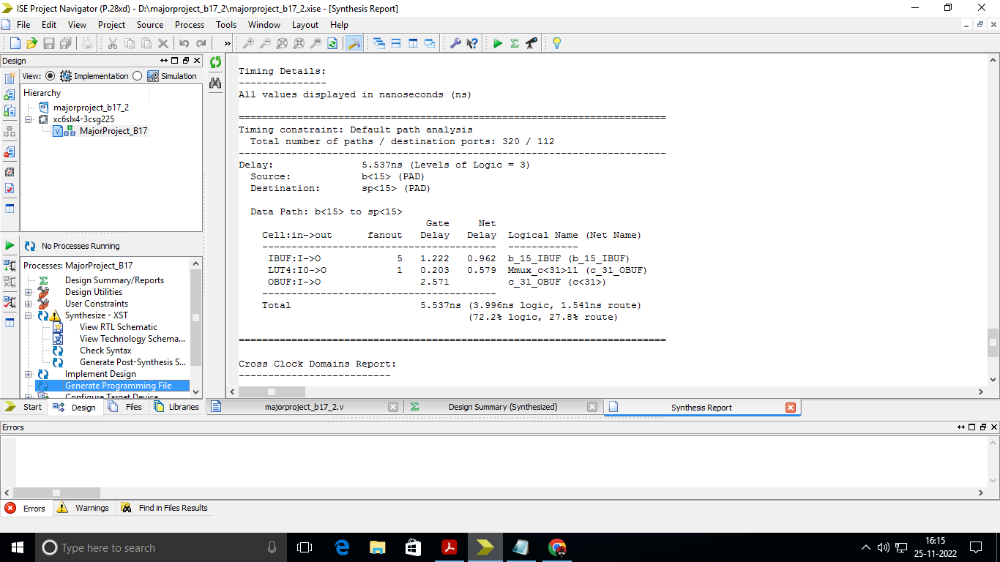 ISE Project Navigator (P.28xd) - D:\majorproject_b17_2\majorproject_b17_2.xise - [Synthesis Report]
File Edit View Project Source Process Tools Window Layout Help
»
Design
View: Implementation Simulation
Hierarchy
majorproject_b17_2
xc6slx4-3csg225
V MajorProject_B17
No Processes Running
Processes: MajorProject_B17
Design Summary/Reports
Design Utilities
User Constraints
Synthesize - XST
View RTL Schematic
View Technology Schema...
Check Syntax
Generate Post-Synthesis S...
Implement Design
Generate Programming File
Configure Target Device
Start Design Files Libraries
Timing Details:
---------------
All values displayed in nanoseconds (ns)
=========================================================================
Timing constraint: Default path analysis
Total number of paths / destination ports: 320 / 112
-------------------------------------------------------------------------
Delay: 5.537ns (Levels of Logic = 3)
Source: b<15> (PAD)
Destination: sp<15> (PAD)
Data Path: b<15> to sp<15>
Gate Net
Cell:in->out fanout Delay Delay Logical Name (Net Name)
---------------------------------------- ------------
IBUF:I->O 5 1.222 0.962 b_15_IBUF (b_15_IBUF)
LUT4:I0->O 1 0.203 0.579 Mmux_c<31>11 (c_31_OBUF)
OBUF:I->O 2.571 c_31_OBUF (c<31>)
----------------------------------------
Total 5.537ns (3.996ns logic, 1.541ns route)
(72.2% logic, 27.8% route)
=========================================================================
Cross Clock Domains Report:
--------------------------
majorproject_b17_2.v Design Summary (Synthesized) Synthesis Report
Errors
Errors Warnings Find in Files Results
Type here to search
16:15
25-11-2022